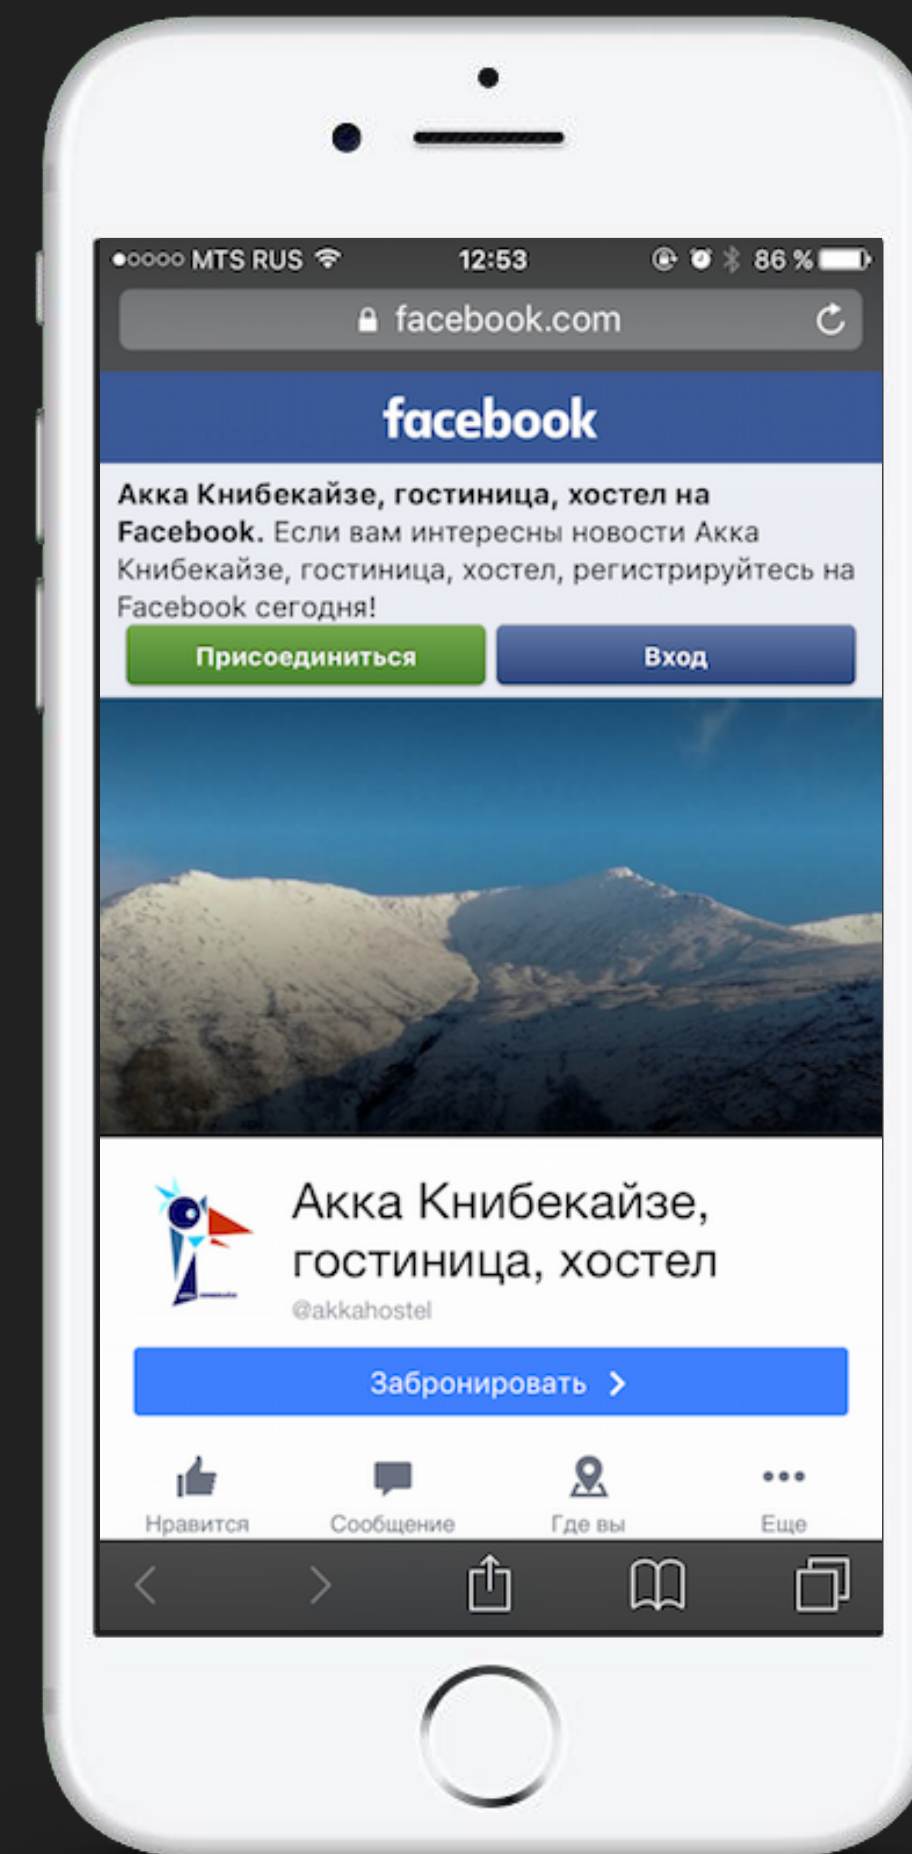 MTS RUS 12:53 86 %
facebook.com
facebook
Акка Книбекайзе, гостиница, хостел на
Facebook. Если вам интересны новости Акка
Книбекайзе, гостиница, хостел, регистрируйтесь на
Facebook сегодня!
Присоединиться Вход
Акка Книбекайзе,
гостиница, хостел
@akkahostel
Забронировать
Нравится Сообщение Где вы Еще